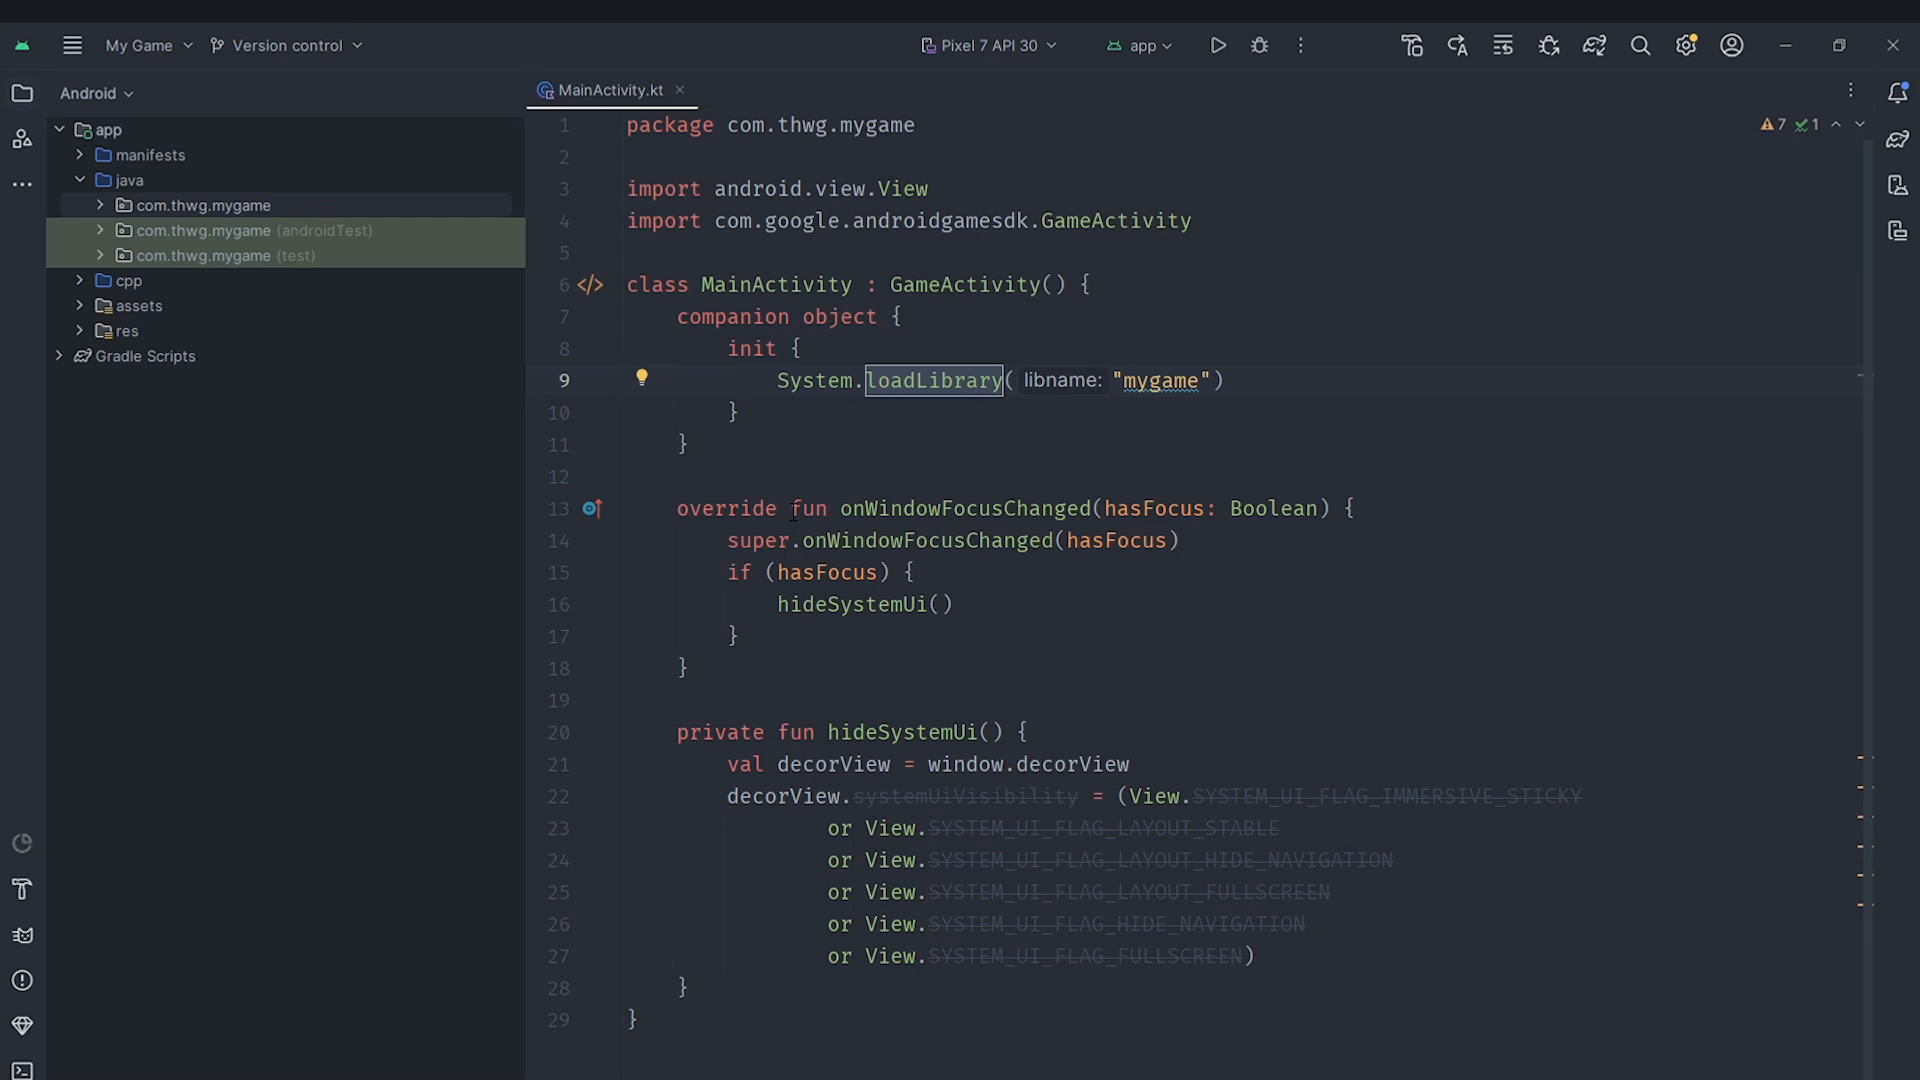 My Game
Version control
Pixel 7 API 30
app
Android
app
manifests
java
com.thwg.mygame
com.thwg.mygame (androidTest)
com.thwg.mygame (test)
cpp
assets
res
Gradle Scripts
MainActivity.kt
7 1
1 package com.thwg.mygame
2
3 import android.view.View
4 import com.google.androidgamesdk.GameActivity
5
6 </> class MainActivity : GameActivity() {
7 companion object {
8 init {
9 System.loadLibrary( libname: "mygame")
10 }
11 }
12
13 override fun onWindowFocusChanged(hasFocus: Boolean) {
14 super.onWindowFocusChanged(hasFocus)
15 if (hasFocus) {
16 hideSystemUi()
17 }
18 }
19
20 private fun hideSystemUi() {
21 val decorView = window.decorView
22 decorView.systemUiVisibility = (View.SYSTEM_UI_FLAG_IMMERSIVE_STICKY
23 or View.SYSTEM_UI_FLAG_LAYOUT_STABLE
24 or View.SYSTEM_UI_FLAG_LAYOUT_HIDE_NAVIGATION
25 or View.SYSTEM_UI_FLAG_LAYOUT_FULLSCREEN
26 or View.SYSTEM_UI_FLAG_HIDE_NAVIGATION
27 or View.SYSTEM_UI_FLAG_FULLSCREEN)
28 }
29 }